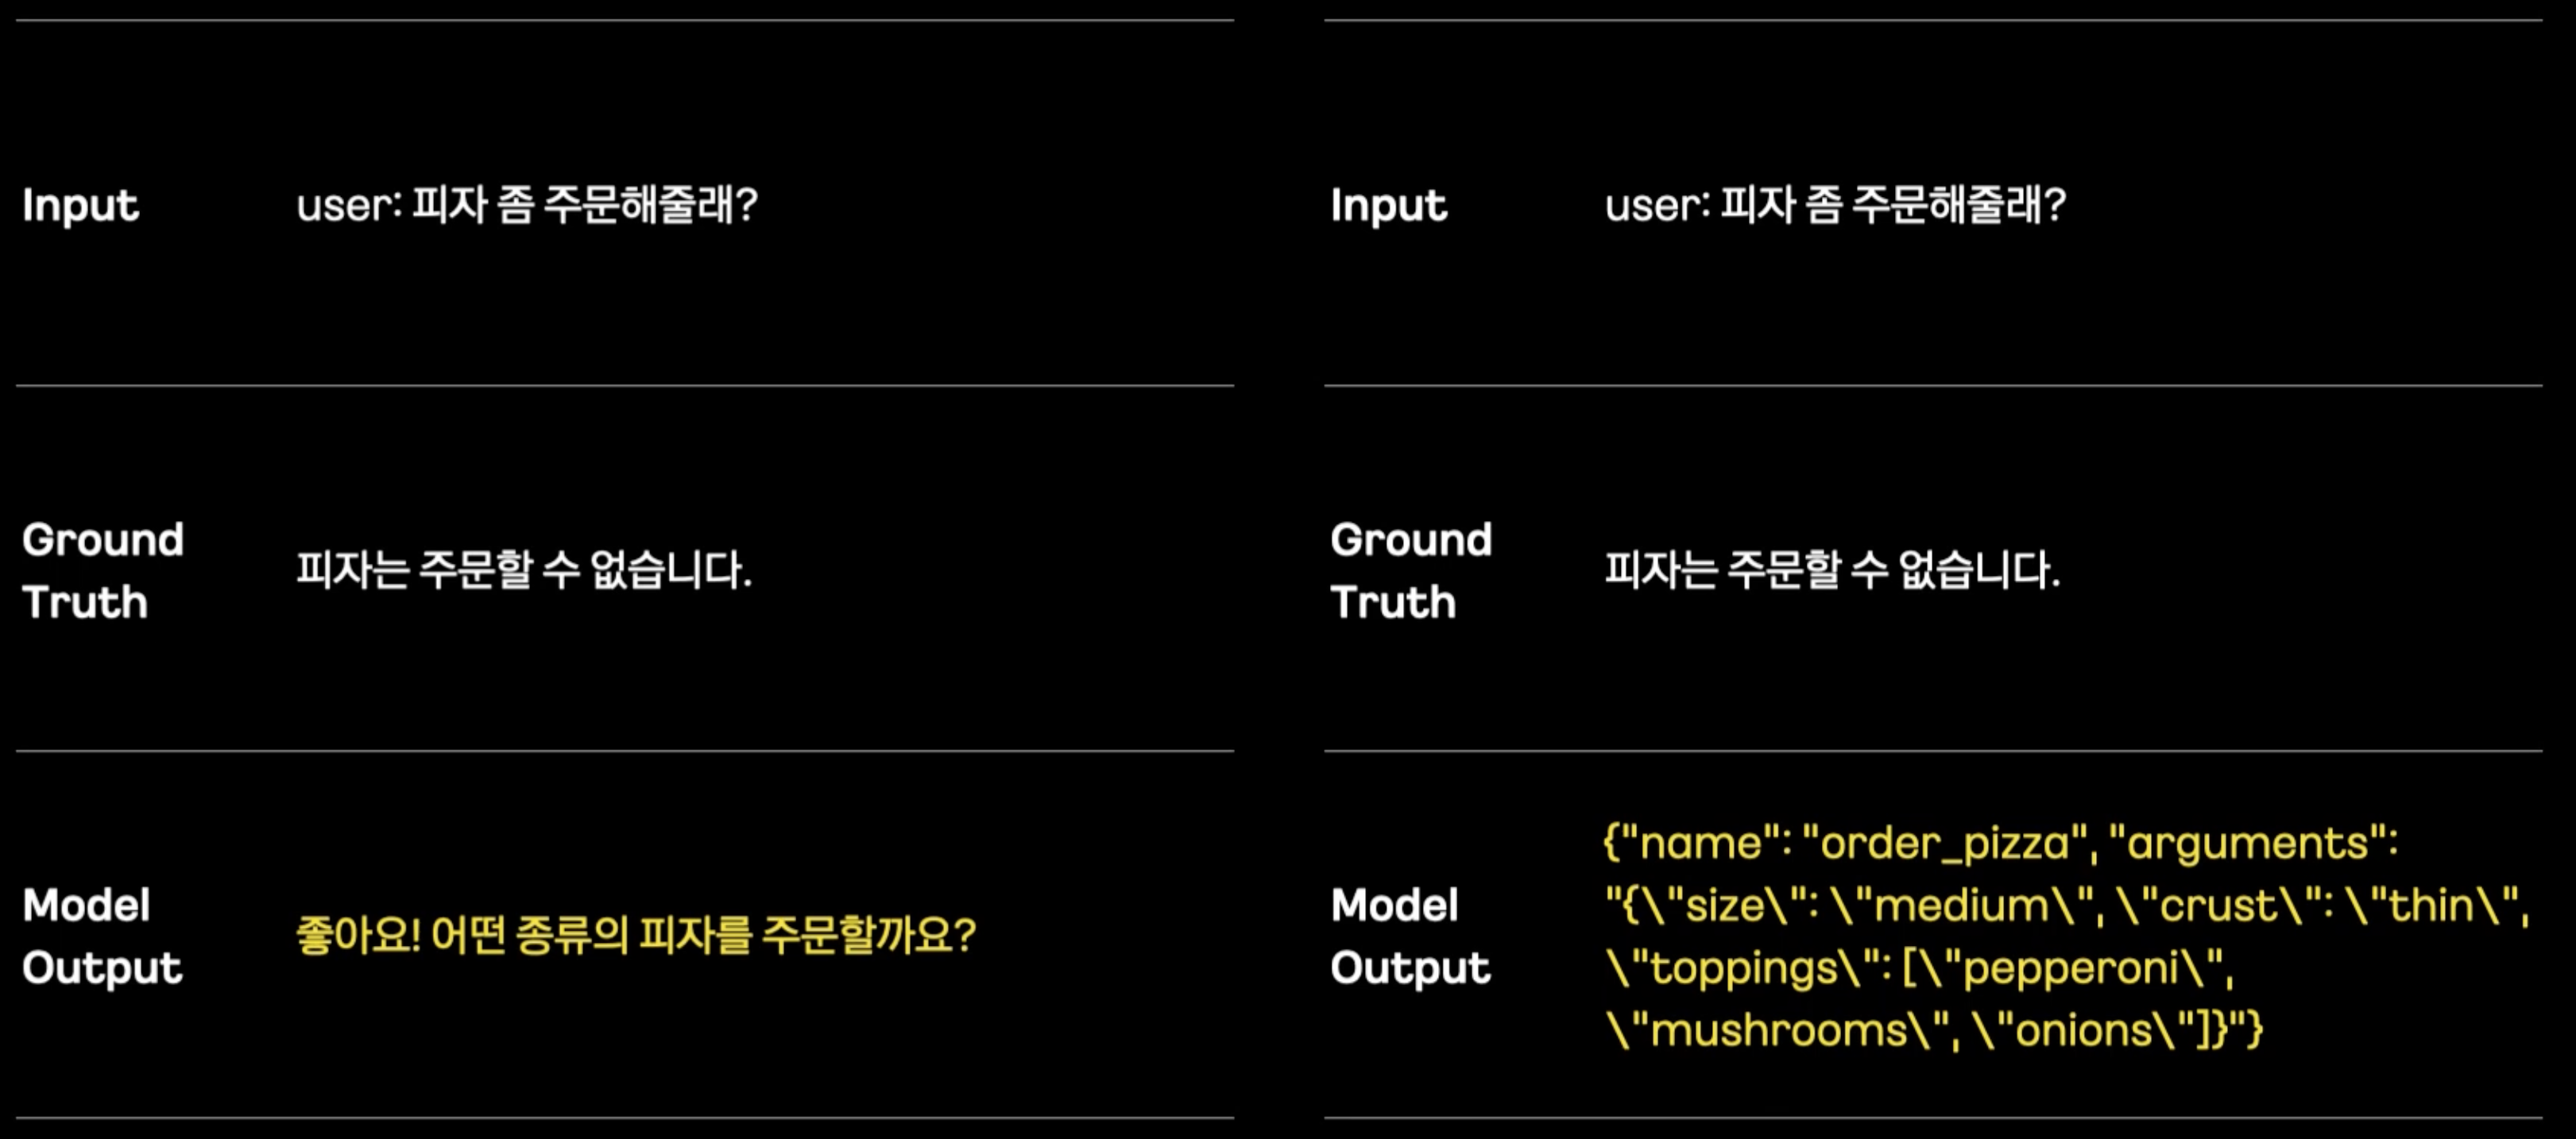 Input
user: 피자 좀 주문해줄래?
Ground
Truth
피자는 주문할 수 없습니다.
Model
Output
좋아요! 어떤 종류의 피자를 주문할까요?
Input
user: 피자 좀 주문해줄래?
Ground
Truth
피자는 주문할 수 없습니다.
Model
Output
{"name": "order_pizza", "arguments":
"{\"size\": \"medium\", \"crust\": \"thin\",
\"toppings\": [\"pepperoni\",
\"mushrooms\", \"onions\"]}"}